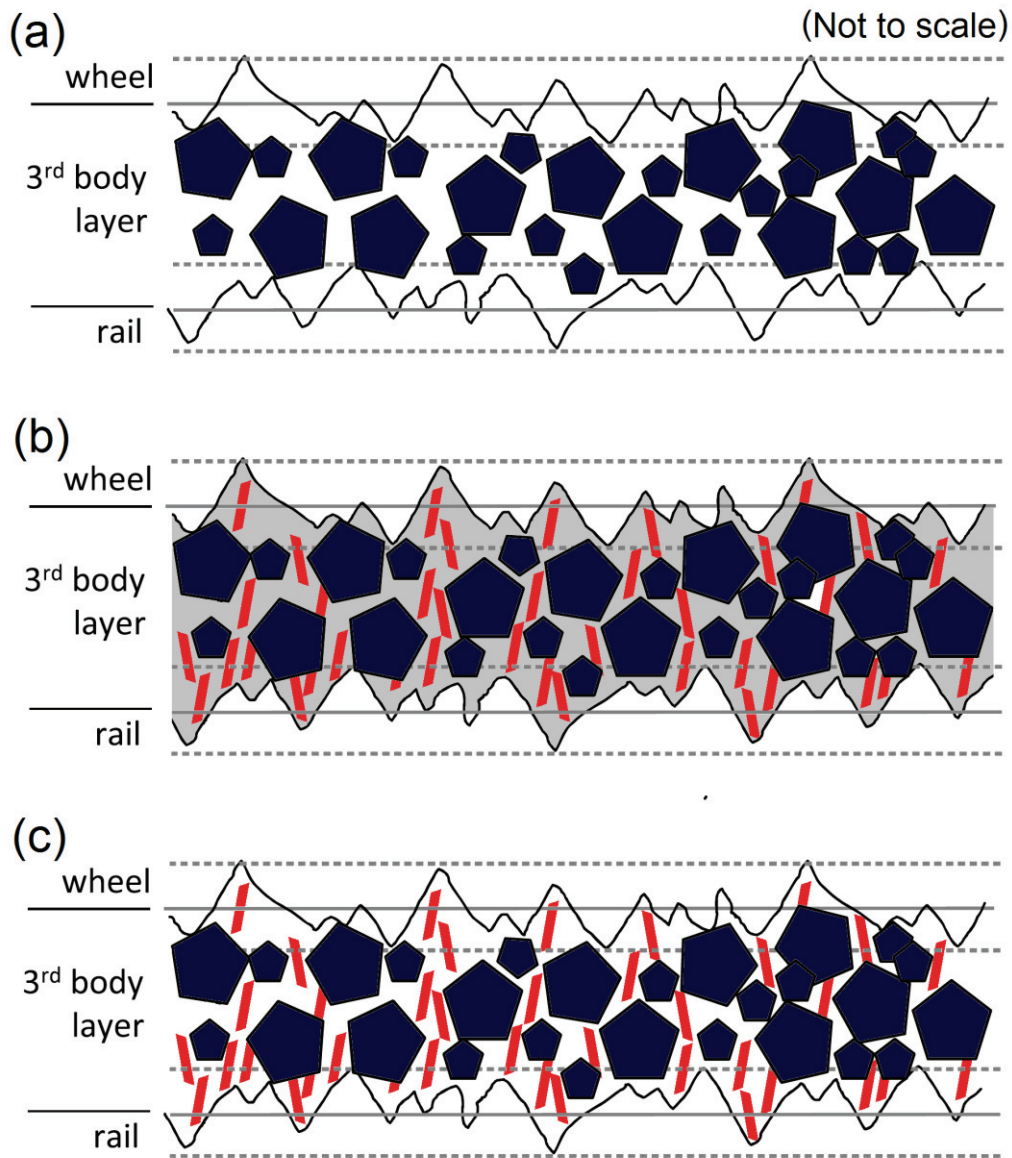 (a)
(Not to scale)
wheel
3rd body
layer
rail
(b)
wheel
3rd body
layer
rail
(c)
wheel
3rd body
layer
rail